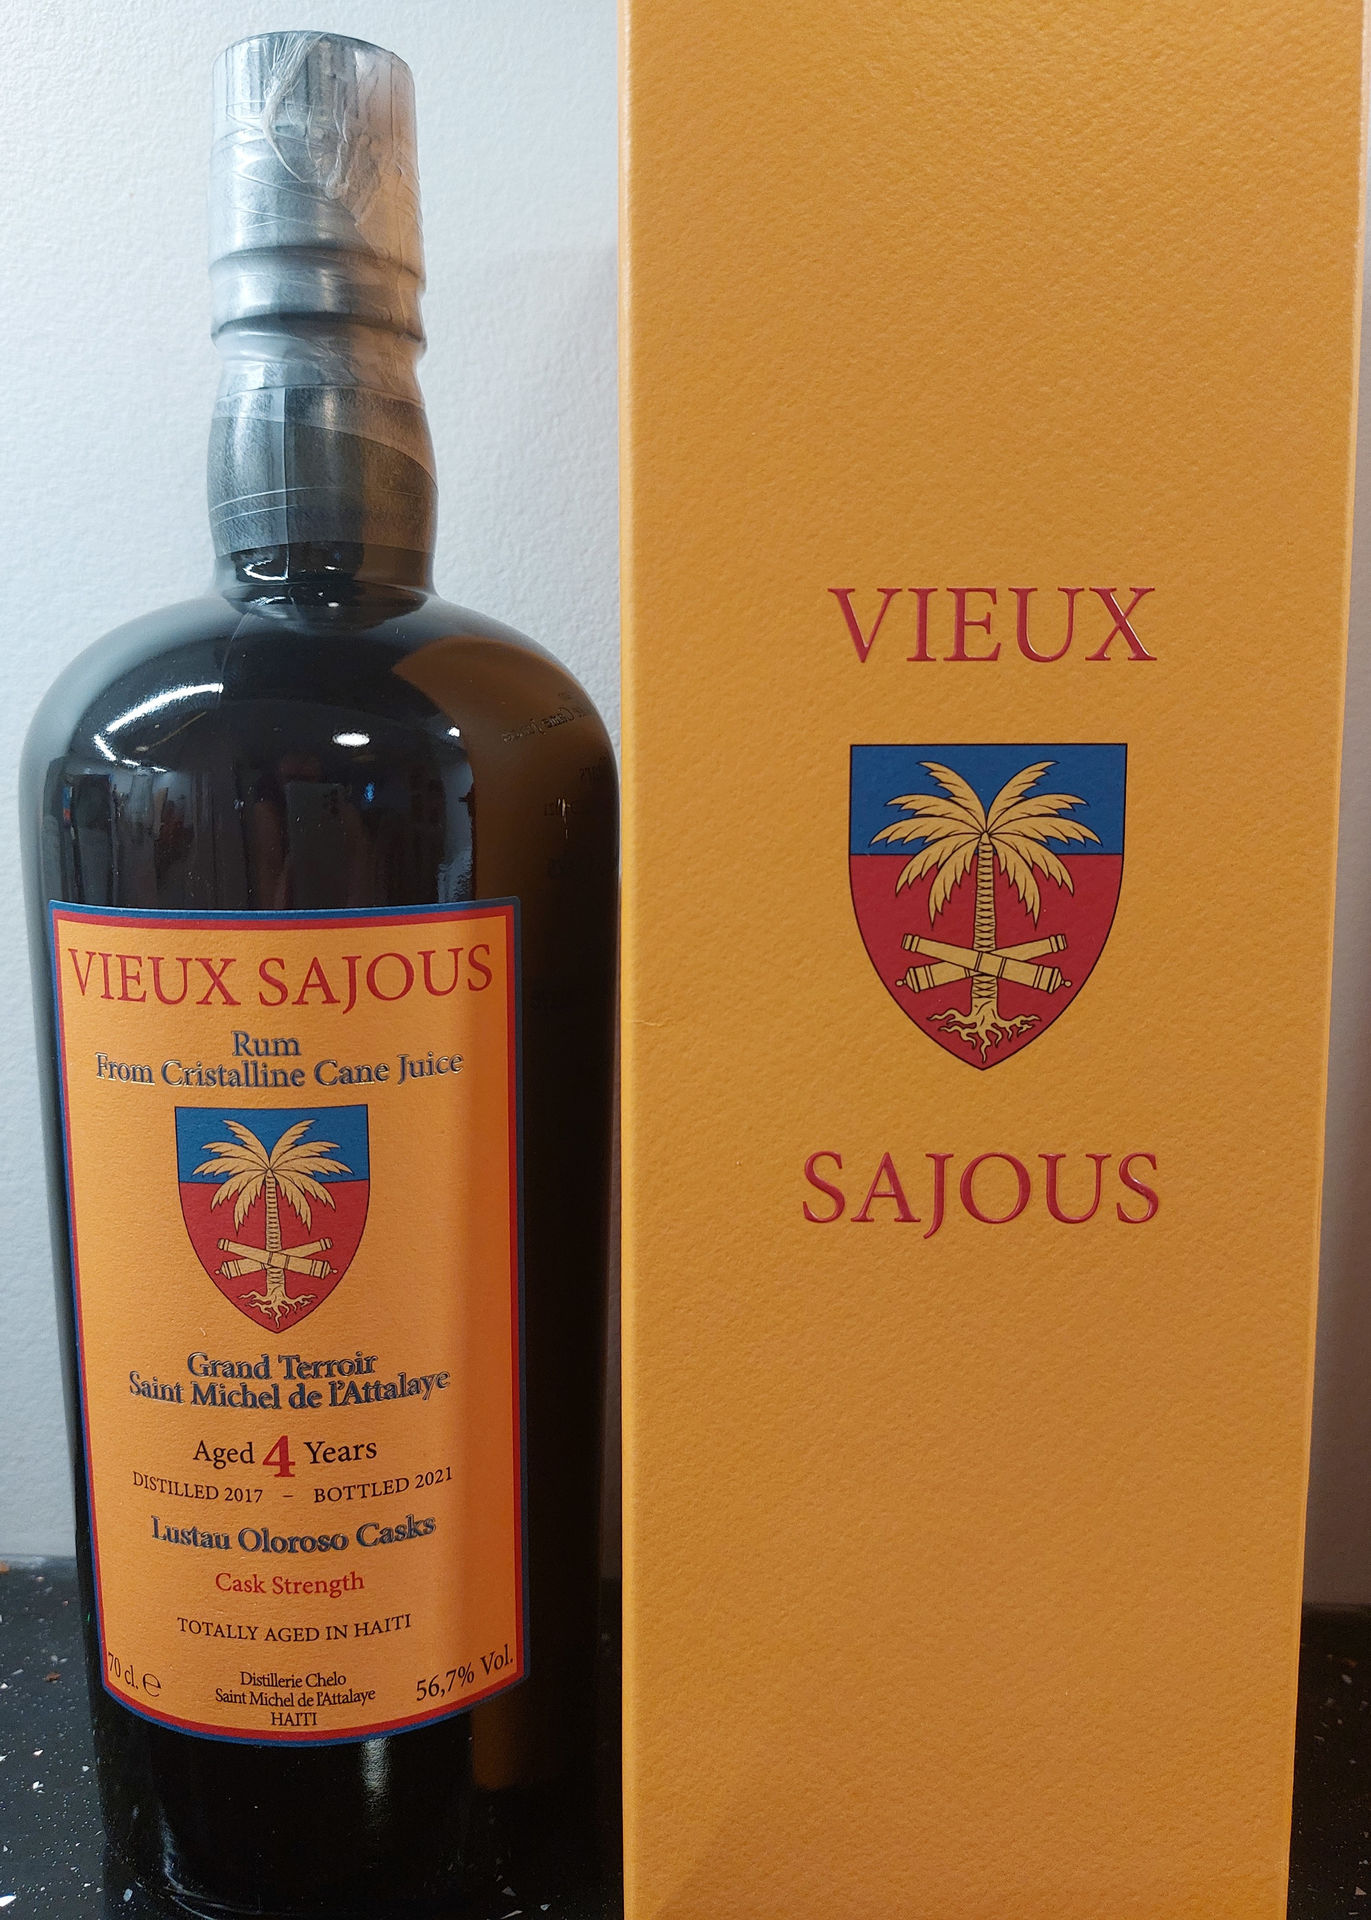 VIEUX SAJOUS
Rum
From Cristalline Cane Juice
Grand Terroir
Saint Michel de l'Attalaye
Aged 4 Years
DISTILLED 2017 – BOTTLED 2021
Lustau Oloroso Casks
Cask Strength
TOTALLY AGED IN HAITI
70 cl. ℮
Distillerie Chelo
Saint Michel de l'Attalaye
HAITI
56,7% Vol.
VIEUX
SAJOUS